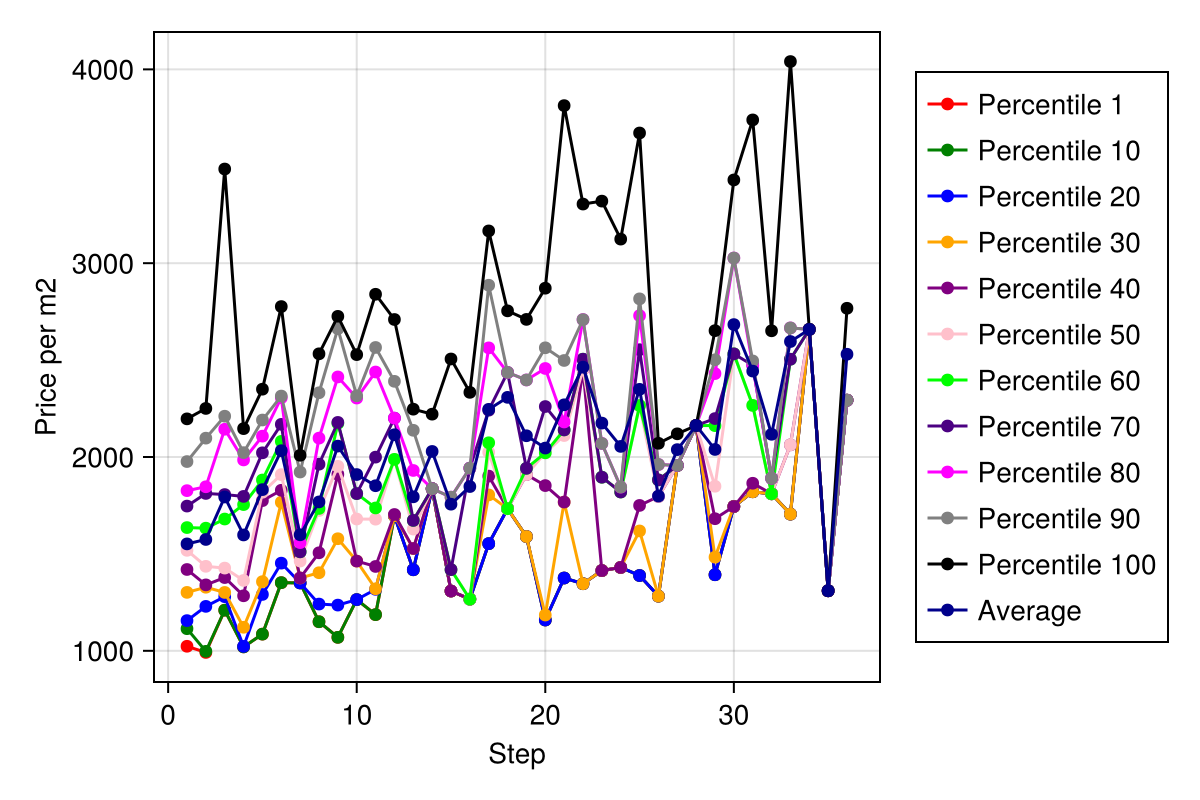 4000
3000
2000
1000
Price per m2
0 10 20 30
Step
Percentile 1
Percentile 10
Percentile 20
Percentile 30
Percentile 40
Percentile 50
Percentile 60
Percentile 70
Percentile 80
Percentile 90
Percentile 100
Average